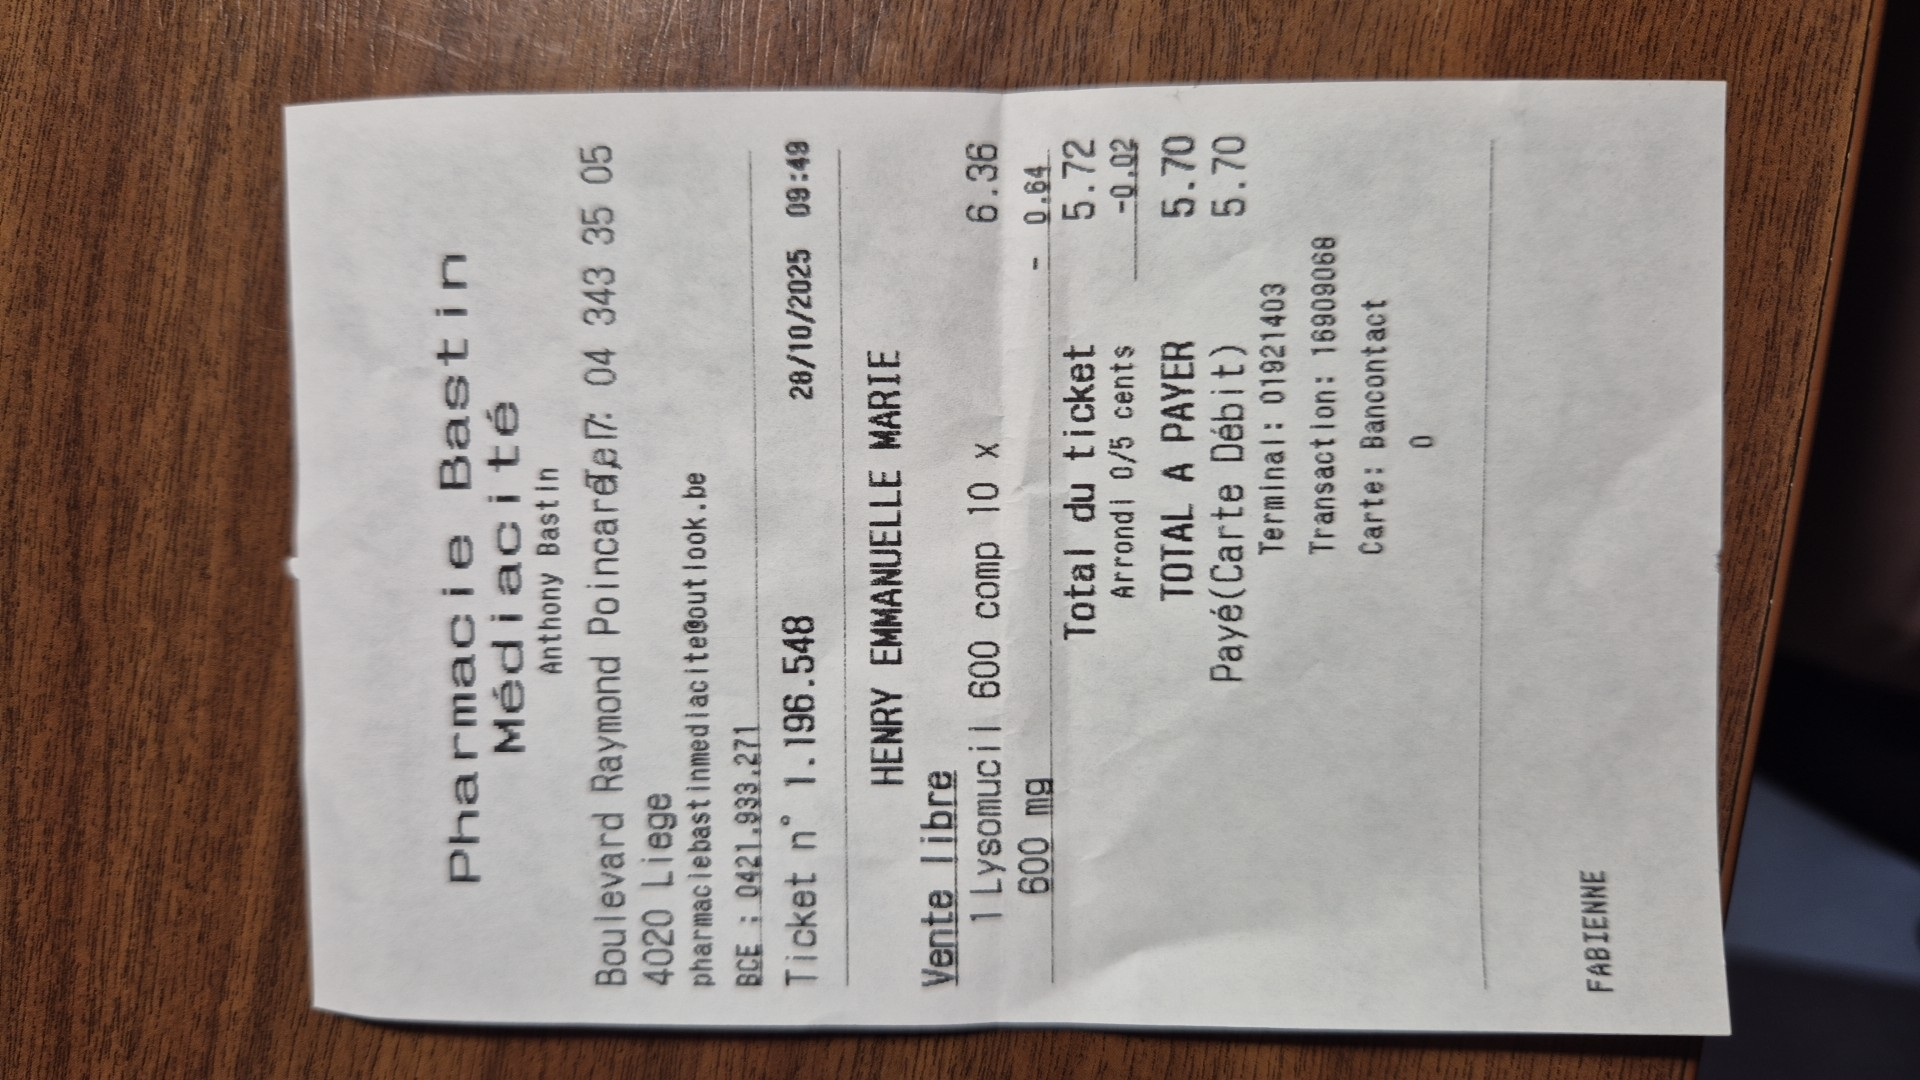 Pharmacie Bastin
Médiacité
Anthony Bastin
Boulevard Raymond Poincaré, 7 Tel : 04 343 35 05
4020 Liege
pharmaciebastinmediacite@outlook.be
BCE : 0421.933.271
Ticket n° 1.196.548 28/10/2025 09:49
HENRY EMMANUELLE MARIE
Vente libre
1 Lysomucil 600 comp 10 x 6.36
600 mg - 0.64
Total du ticket 5.72
Arrondi 0/5 cents -0.02
TOTAL A PAYER 5.70
Payé(Carte Débit) 5.70
Terminal: 01921403
Transaction: 16909068
Carte: Bancontact
0
FABIENNE